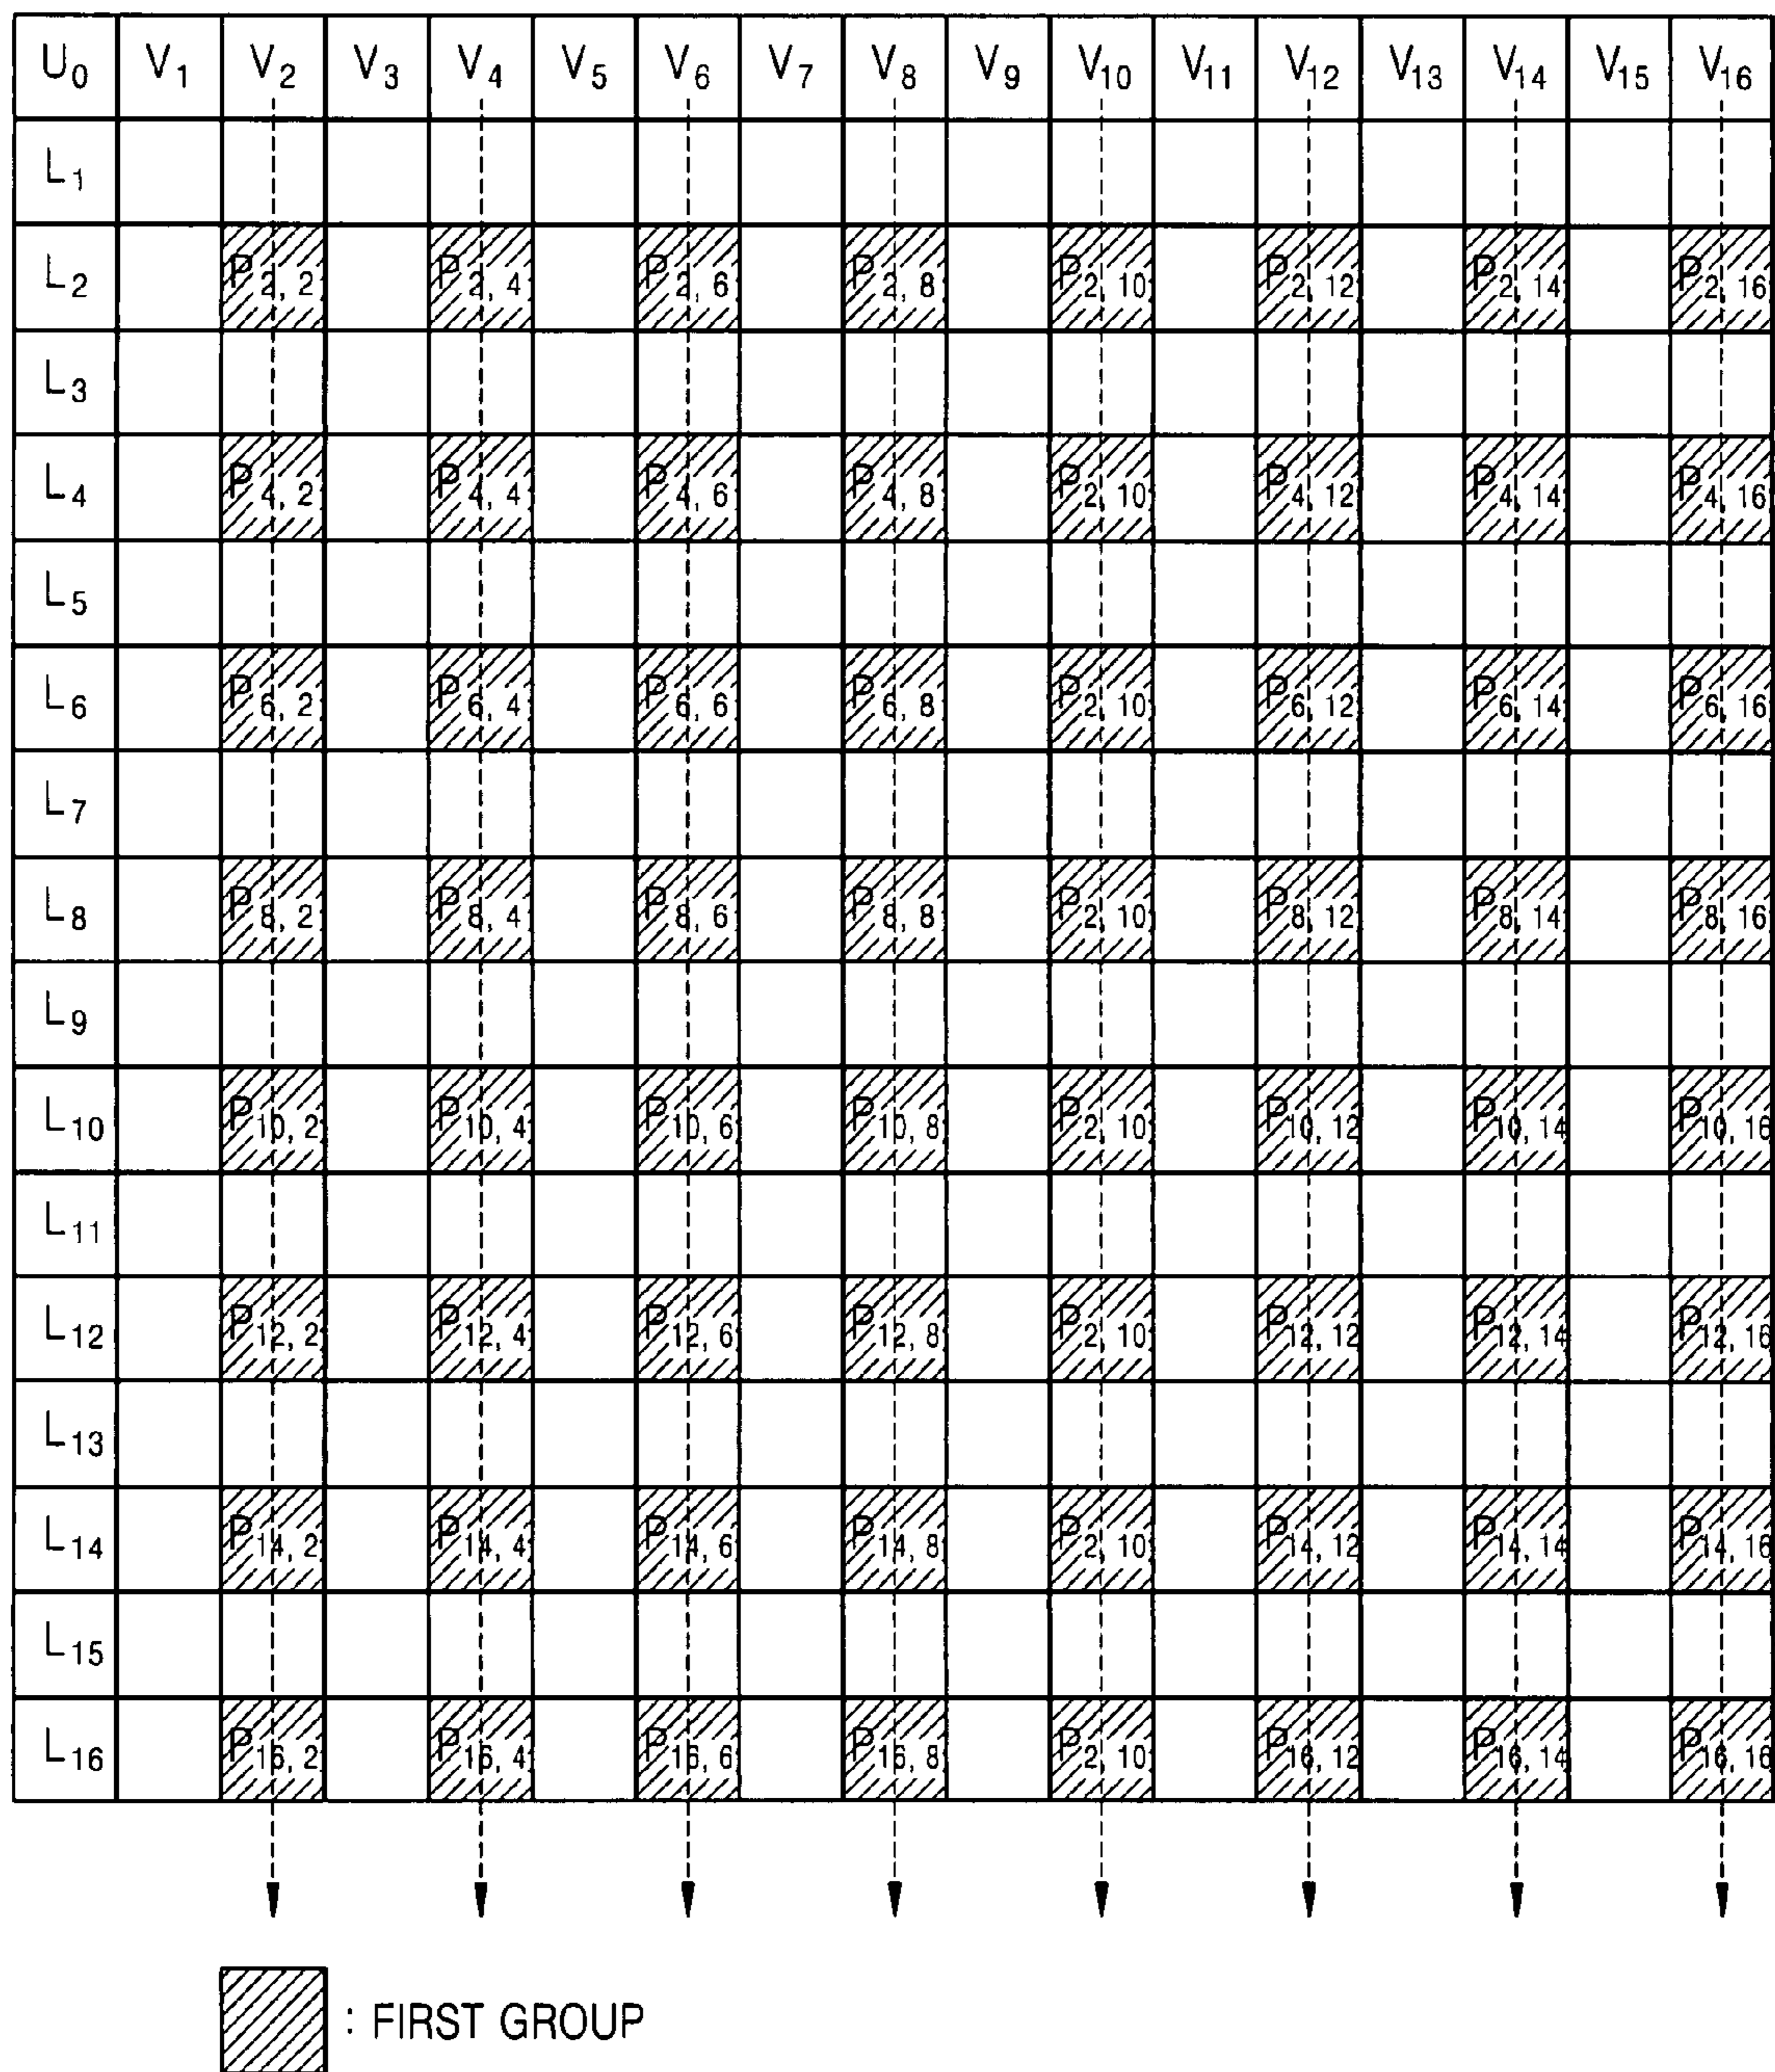 U0 V1 V2 V3 V4 V5 V6 V7 V8 V9 V10 V11 V12 V13 V14 V15 V16
L1
L2 P2, 2 P2, 4 P2, 6 P2, 8 P2, 10 P2, 12 P2, 14 P2, 16
L3
L4 P4, 2 P4, 4 P4, 6 P4, 8 P2, 10 P4, 12 P4, 14 P4, 16
L5
L6 P6, 2 P6, 4 P6, 6 P6, 8 P2, 10 P6, 12 P6, 14 P6, 16
L7
L8 P8, 2 P8, 4 P8, 6 P8, 8 P2, 10 P8, 12 P8, 14 P8, 16
L9
L10 P10, 2 P10, 4 P10, 6 P10, 8 P2, 10 P10, 12 P10, 14 P10, 16
L11
L12 P12, 2 P12, 4 P12, 6 P12, 8 P2, 10 P12, 12 P12, 14 P12, 16
L13
L14 P14, 2 P14, 4 P14, 6 P14, 8 P2, 10 P14, 12 P14, 14 P14, 16
L15
L16 P16, 2 P16, 4 P16, 6 P16, 8 P2, 10 P16, 12 P16, 14 P16, 16
: FIRST GROUP